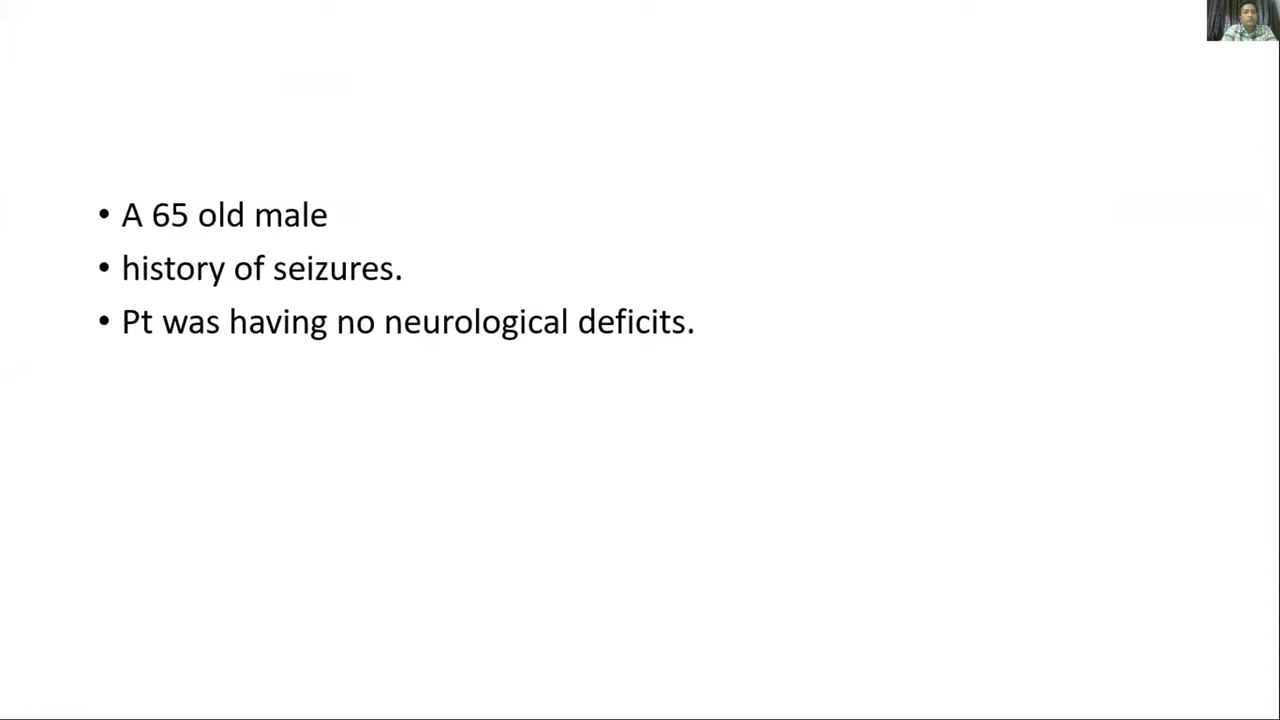 • A 65 old male
• history of seizures.
• Pt was having no neurological deficits.